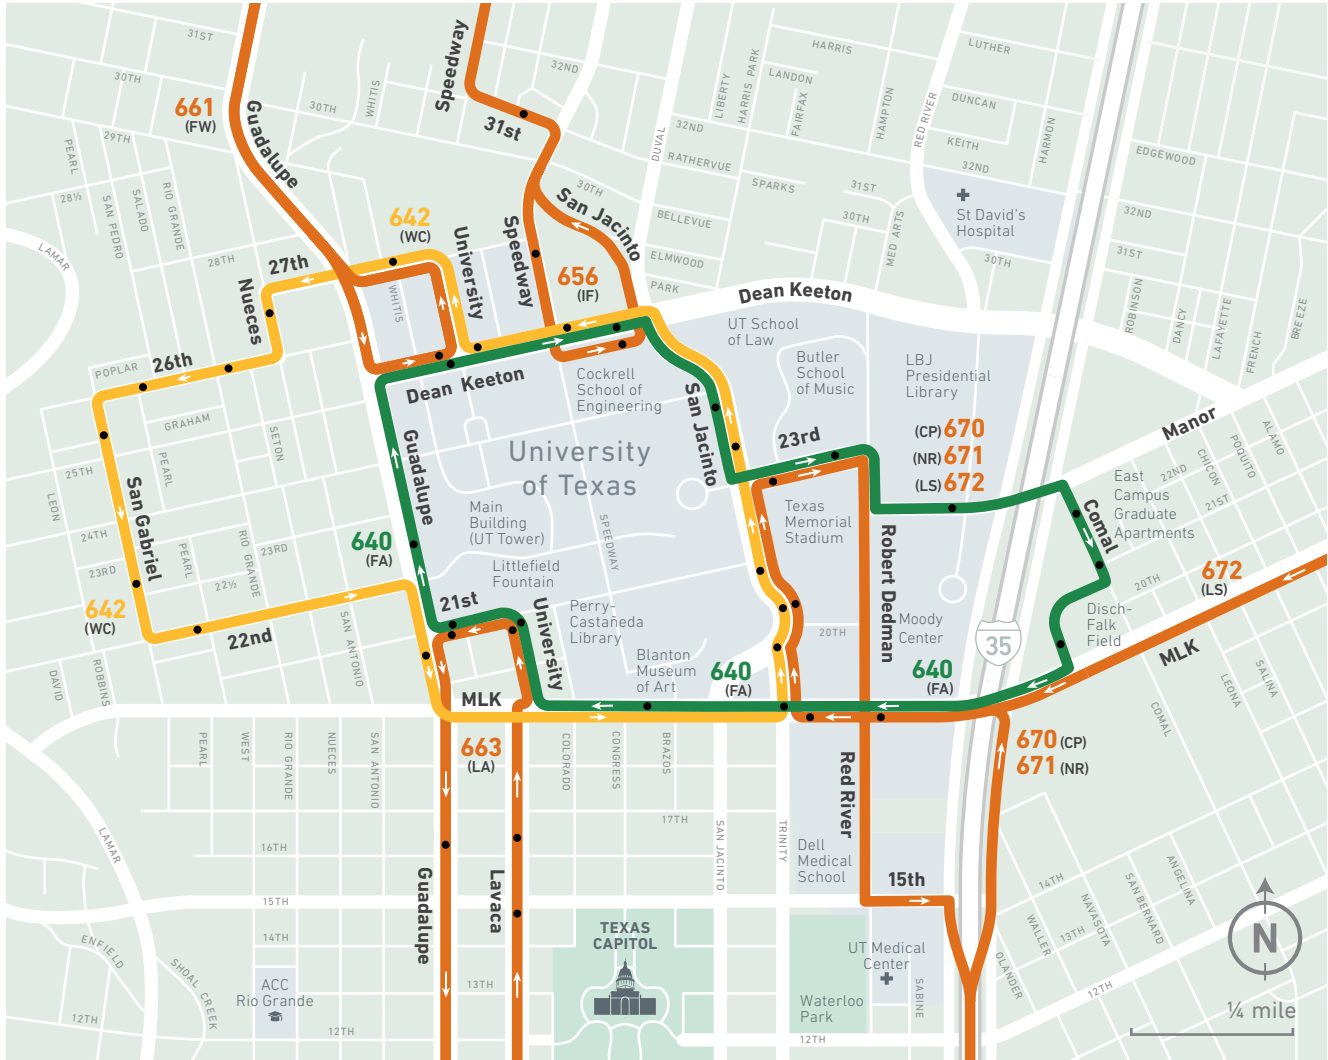 31ST
Speedway
32ND
HARRIS
LUTHER
30TH
WHITIS
LIBERTY
HARRIS PARK
LANDON
FAIRFAX
HAMPTON
RED RIVER
DUNCAN
661
(FW)
Guadalupe
30TH
31st
DUVAL
32ND
KEITH
HARMON
29TH
PEARL
RATHERVUE
32ND
EDGEWOOD
28½
SAN PEDRO
SALADO
RIO GRANDE
30TH
SPARKS
31ST
St David's
Hospital
San Jacinto
BELLEVUE
30TH
MED ARTS
32ND
642
(WC)
University
Speedway
LAMAR
28TH
27th
ELMWOOD
30TH
31ST
656
(IF)
PARK
Dean Keeton
Nueces
WHITIS
UT School
of Law
ROBINSON
DANCY
LAFAYETTE
FRENCH
BREEZE
26th
POPLAR
Butler
School
of Music
LBJ
Presidential
Library
Dean Keeton
Cockrell
School of
Engineering
San Jacinto
Manor
GRAHAM
SETON
Guadalupe
University
of Texas
23rd
(CP) 670
(NR) 671
(LS) 672
ALAMO
POQUITO
CHICON
22ND
21ST
25TH
PEARL
LEON
San Gabriel
East
Campus
Graduate
Apartments
Comal
Main
Building
(UT Tower)
SPEEDWAY
Texas
Memorial
Stadium
24TH
PEARL
RIO GRANDE
23RD
640
(FA)
Robert Dedman
23RD
22½
Littlefield
Fountain
20TH
672
(LS)
642
(WC)
SAN ANTONIO
21st
University
Perry-
Castañeda
Library
20TH
Moody
Center
Disch-
Falk
Field
35
22nd
MLK
DAVID
ROBBINS
Blanton
Museum
of Art
640
(FA)
640
(FA)
SALINA
LEONA
COMAL
MLK
663
(LA)
670 (CP)
671 (NR)
PEARL
WEST
RIO GRANDE
NUECES
SAN ANTONIO
COLORADO
CONGRESS
BRAZOS
Red River
LAMAR
17TH
SAN JACINTO
TRINITY
16TH
Dell
Medical
School
Guadalupe
Lavaca
15th
14TH
ANGELINA
SAN BERNARD
NAVASOTA
WALLER
13TH
15TH
TEXAS
CAPITOL
N
ENFIELD
14TH
UT Medical
Center
OLANDER
SHOAL CREEK
ACC
Rio Grande
13TH
Waterloo
Park
SABINE
12TH
¼ mile
12TH
12TH
12TH